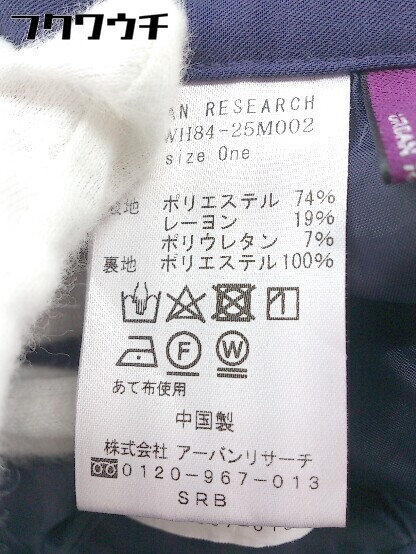 フクウチ
AN RESEARCH
WH84-25M002
size One
表地 ポリエステル 74%
レーヨン 19%
ポリウレタン 7%
裏地 ポリエステル100%
F W
あて布使用
中国製
株式会社 アーバンリサーチ
0120-967-013
SRB